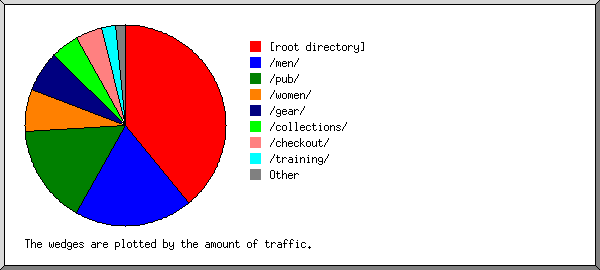 [root directory]
/men/
/pub/
/women/
/gear/
/collections/
/checkout/
/training/
Other
The wedges are plotted by the amount of traffic.